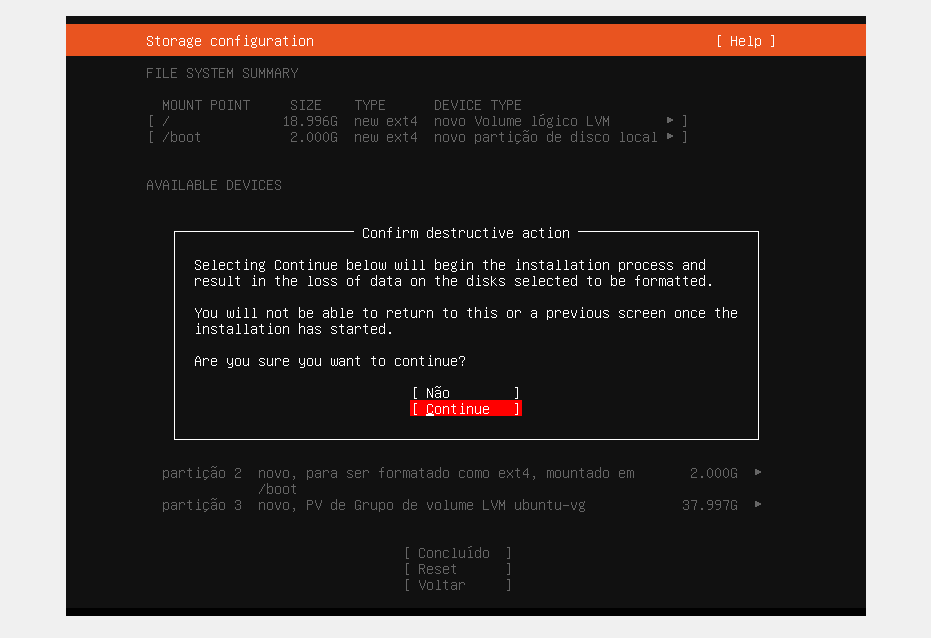 Storage configuration [ Help ]
FILE SYSTEM SUMMARY
MOUNT POINT SIZE TYPE DEVICE TYPE
[ / 18.996G new ext4 novo Volume lógico LVM ▸ ]
[ /boot 2.000G new ext4 novo partição de disco local ▸ ]
AVAILABLE DEVICES
Confirm destructive action
Selecting Continue below will begin the installation process and
result in the loss of data on the disks selected to be formatted.
You will not be able to return to this or a previous screen once the
installation has started.
Are you sure you want to continue?
[ Não ]
[ Continue ]
partição 2 novo, para ser formatado como ext4, mountado em 2.000G ▸
/boot
partição 3 novo, PV de Grupo de volume LVM ubuntu-vg 37.997G ▸
[ Concluído ]
[ Reset ]
[ Voltar ]